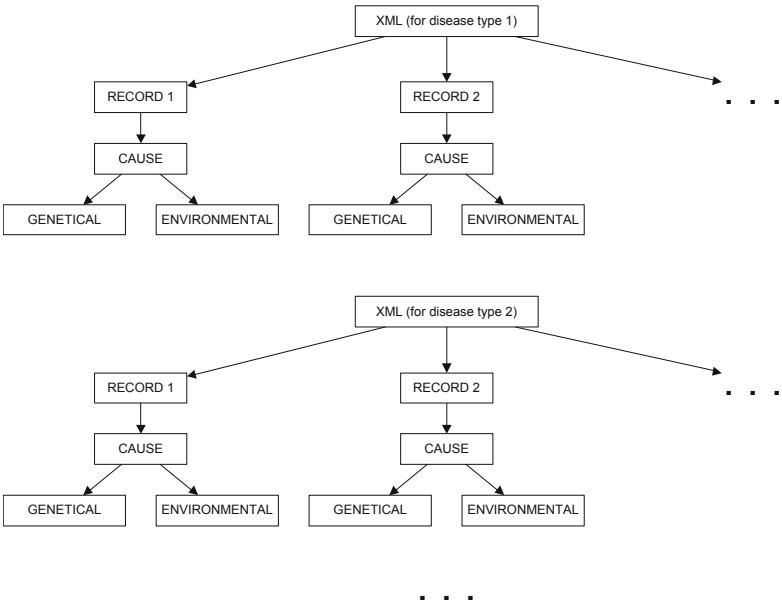 XML (for disease type 1)
RECORD 1
RECORD 2
. . .
CAUSE
CAUSE
GENETICAL
ENVIRONMENTAL
GENETICAL
ENVIRONMENTAL
XML (for disease type 2)
RECORD 1
RECORD 2
. . .
CAUSE
CAUSE
GENETICAL
ENVIRONMENTAL
GENETICAL
ENVIRONMENTAL
. . .